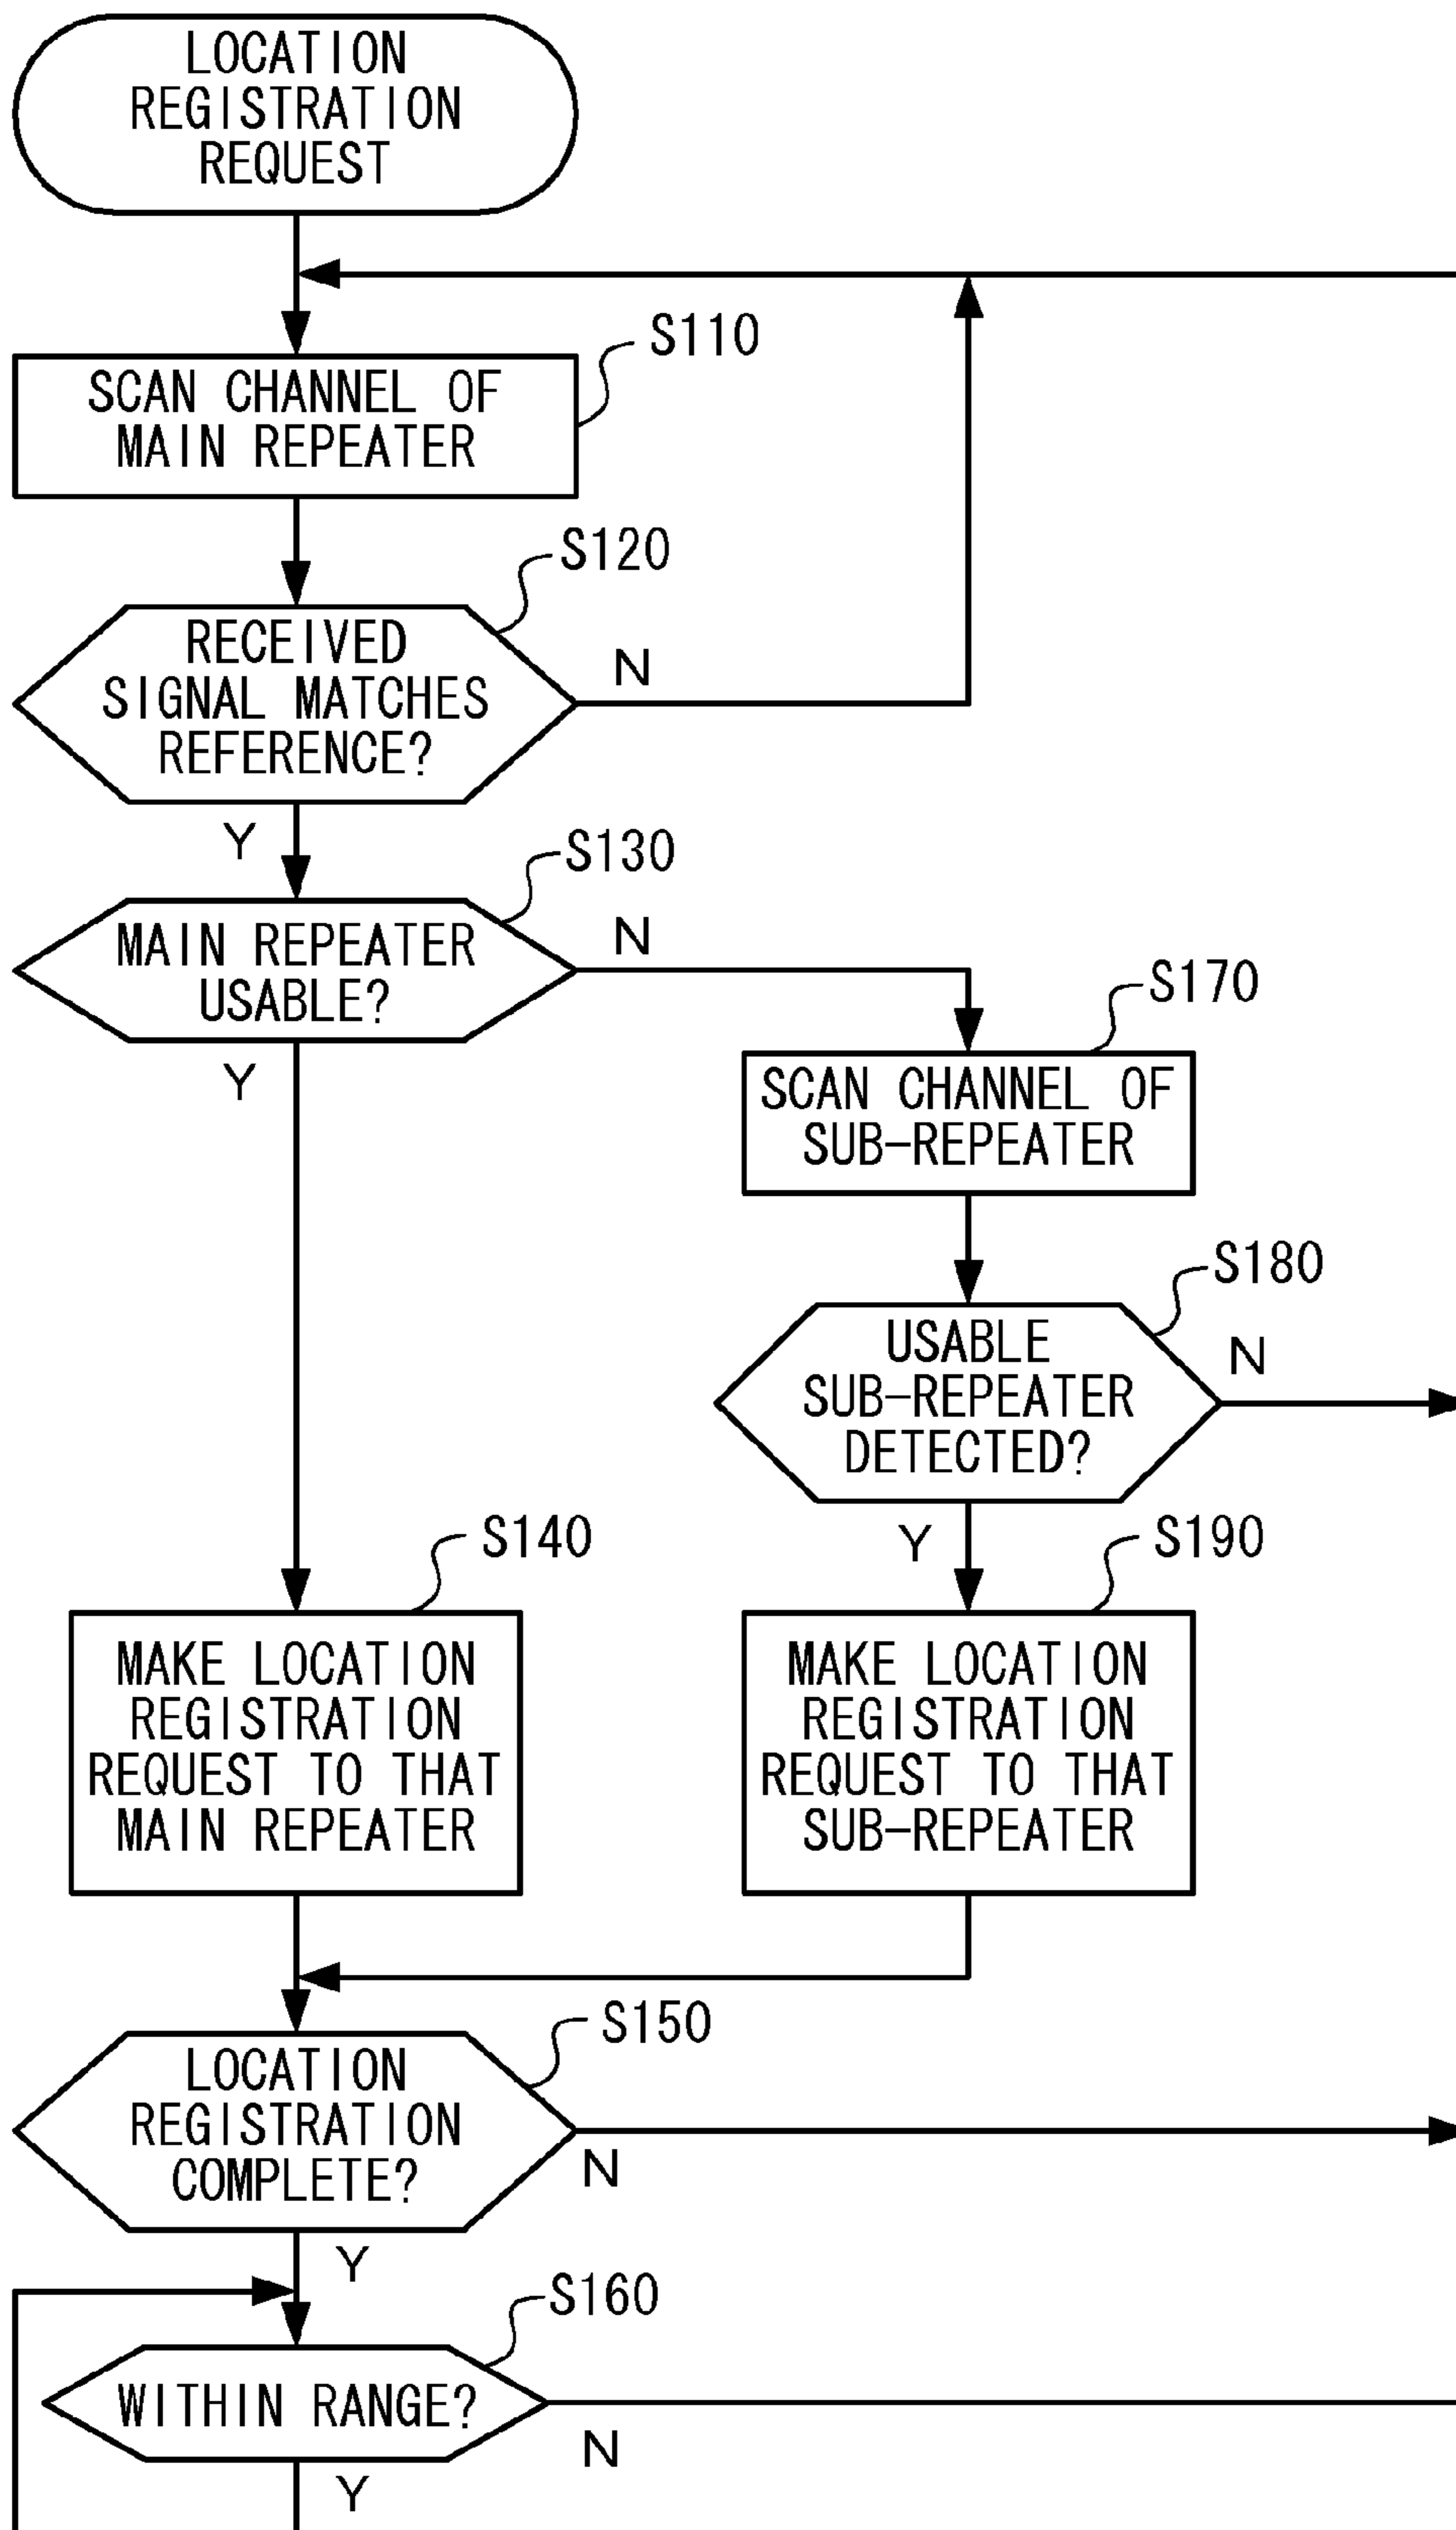 LOCATION
REGISTRATION
REQUEST
S110
SCAN CHANNEL OF
MAIN REPEATER
S120
RECEIVED
SIGNAL MATCHES
REFERENCE?
N
Y
S130
MAIN REPEATER
USABLE?
N
Y
S170
SCAN CHANNEL OF
SUB-REPEATER
S180
USABLE
SUB-REPEATER
DETECTED?
N
Y
S140
MAKE LOCATION
REGISTRATION
REQUEST TO THAT
MAIN REPEATER
S190
MAKE LOCATION
REGISTRATION
REQUEST TO THAT
SUB-REPEATER
S150
LOCATION
REGISTRATION
COMPLETE?
N
Y
S160
WITHIN RANGE?
N
Y